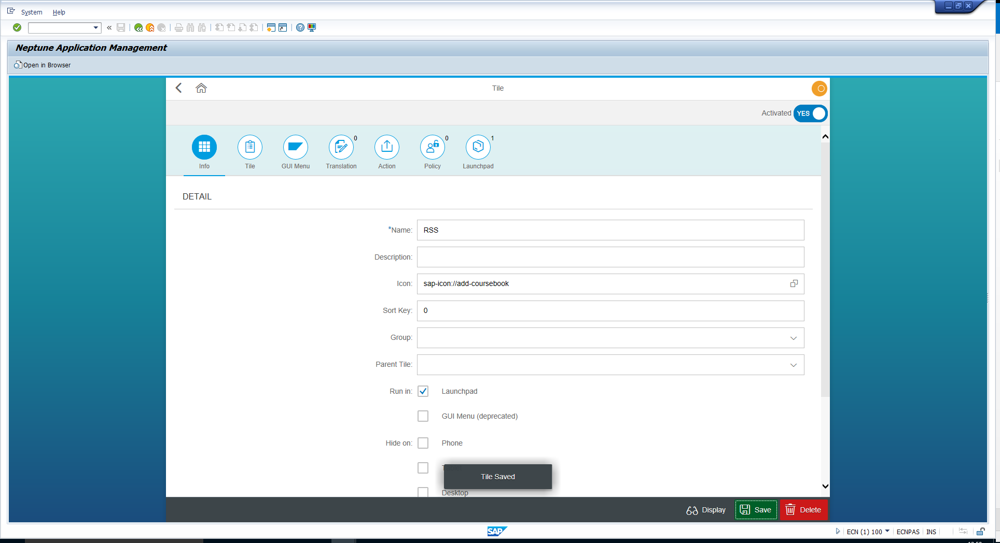 System Help
Neptune Application Management
Open in Browser
Tile
Activated YES
0 0 1
Info Tile GUI Menu Translation Action Policy Launchpad
DETAIL
*Name: RSS
Description:
Icon: sap-icon://add-coursebook
Sort Key: 0
Group:
Parent Tile:
Run in: Launchpad
GUI Menu (deprecated)
Hide on: Phone
Tile Saved
Desktop
Display Save Delete
SAP
ECN (1) 100 ECNPAS INS